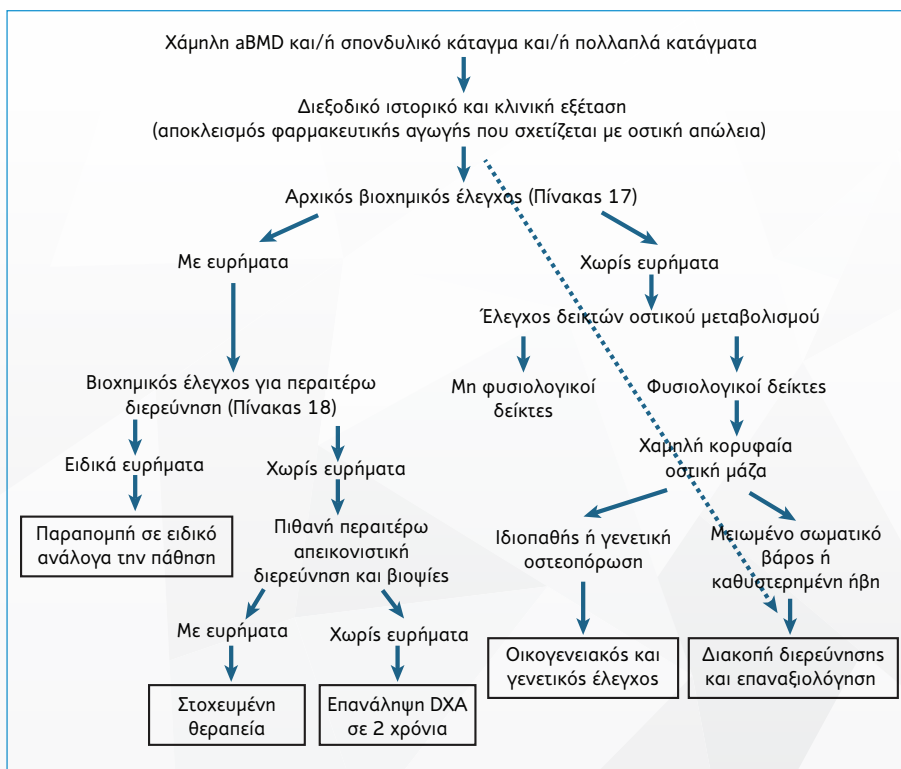 Χάμηλη aBMD και/ή σπονδυλικό κάταγμα και/ή πολλαπλά κατάγματα
Διεξοδικό ιστορικό και κλινική εξέταση
(αποκλεισμός φαρμακευτικής αγωγής που σχετίζεται με οστική απώλεια)
Αρχικός βιοχημικός έλεγχος (Πίνακας 17)
Με ευρήματα
Χωρίς ευρήματα
Έλεγχος δεικτών οστικού μεταβολισμού
Βιοχημικός έλεγχος για περαιτέρω
διερεύνηση (Πίνακας 18)
Μη φυσιολογικοί
δείκτες
Φυσιολογικοί δείκτες
Ειδικά ευρήματα
Χωρίς ευρήματα
Χαμηλή κορυφαία
οστική μάζα
Παραπομπή σε ειδικό
ανάλογα την πάθηση
Πιθανή περαιτέρω
απεικονιστική
διερεύνηση και βιοψίες
Ιδιοπαθής ή γενετική
οστεοπόρωση
Μειωμένο σωματικό
βάρος ή
καθυστερημένη ήβη
Με ευρήματα
Χωρίς ευρήματα
Στοχευμένη
θεραπεία
Επανάληψη DXA
σε 2 χρόνια
Οικογενειακός και
γενετικός έλεγχος
Διακοπή διερεύνησης
και επαναξιολόγηση